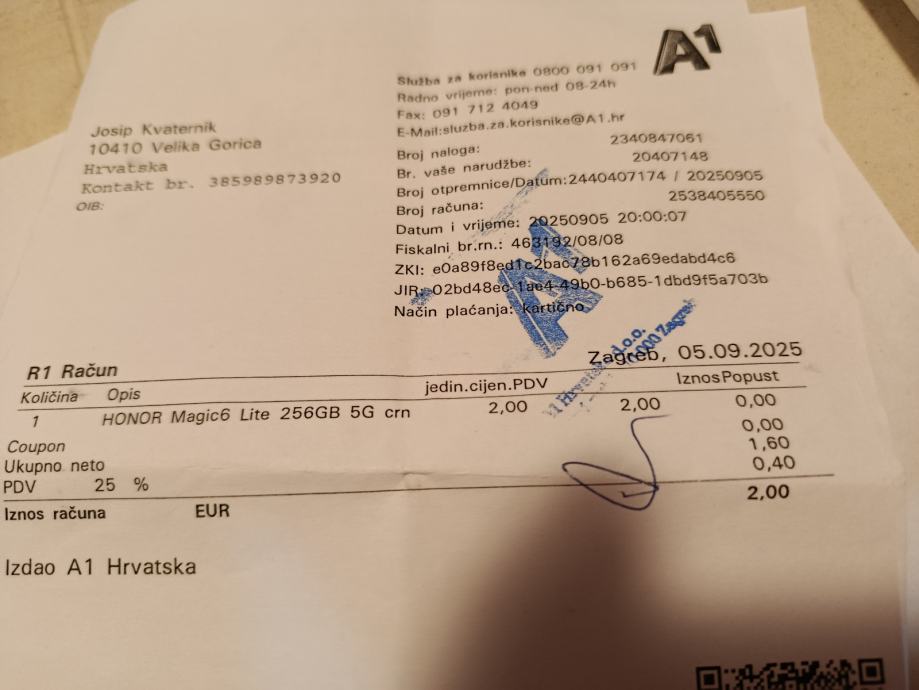 A1
Služba za korisnike 0800 091 091
Radno vrijeme: pon-ned 08-24h
Fax: 091 712 4049
E-Mail:sluzba.za.korisnike@A1.hr
Josip Kvaternik
10410 Velika Gorica
Hrvatska
Kontakt br. 385989873920
OIB:
Broj naloga: 2340847061
Br. vaše narudžbe: 20407148
Broj otpremnice/Datum:2440407174 / 20250905
Broj računa: 2538405550
Datum i vrijeme: 20250905 20:00:07
Fiskalni br.rn.: 463192/08/08
ZKI: e0a89f8ed1c2bac78b162a69edabd4c6
JIR: 02bd48ec-1ae4-49b0-b685-1dbd9f5a703b
Način plaćanja: kartično
A1
Hrvatska d.o.o.
Zagreb
Zagreb, 05.09.2025
R1 Račun
Količina Opis jedin.cijen.PDV Iznos Popust
1 HONOR Magic6 Lite 256GB 5G crn 2,00 2,00 0,00
Coupon 0,00
Ukupno neto 1,60
PDV 25 % 0,40
Iznos računa EUR 2,00
Izdao A1 Hrvatska